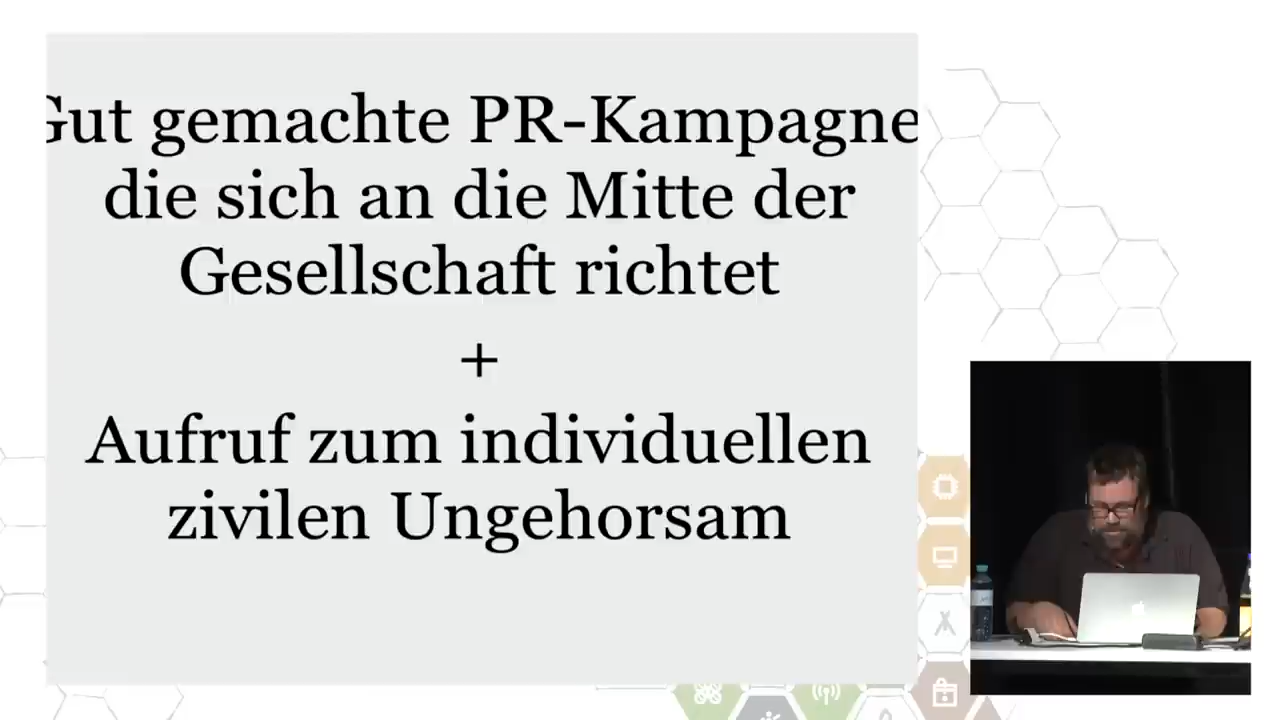 Gut gemachte PR-Kampagne
die sich an die Mitte der
Gesellschaft richtet
+
Aufruf zum individuellen
zivilen Ungehorsam